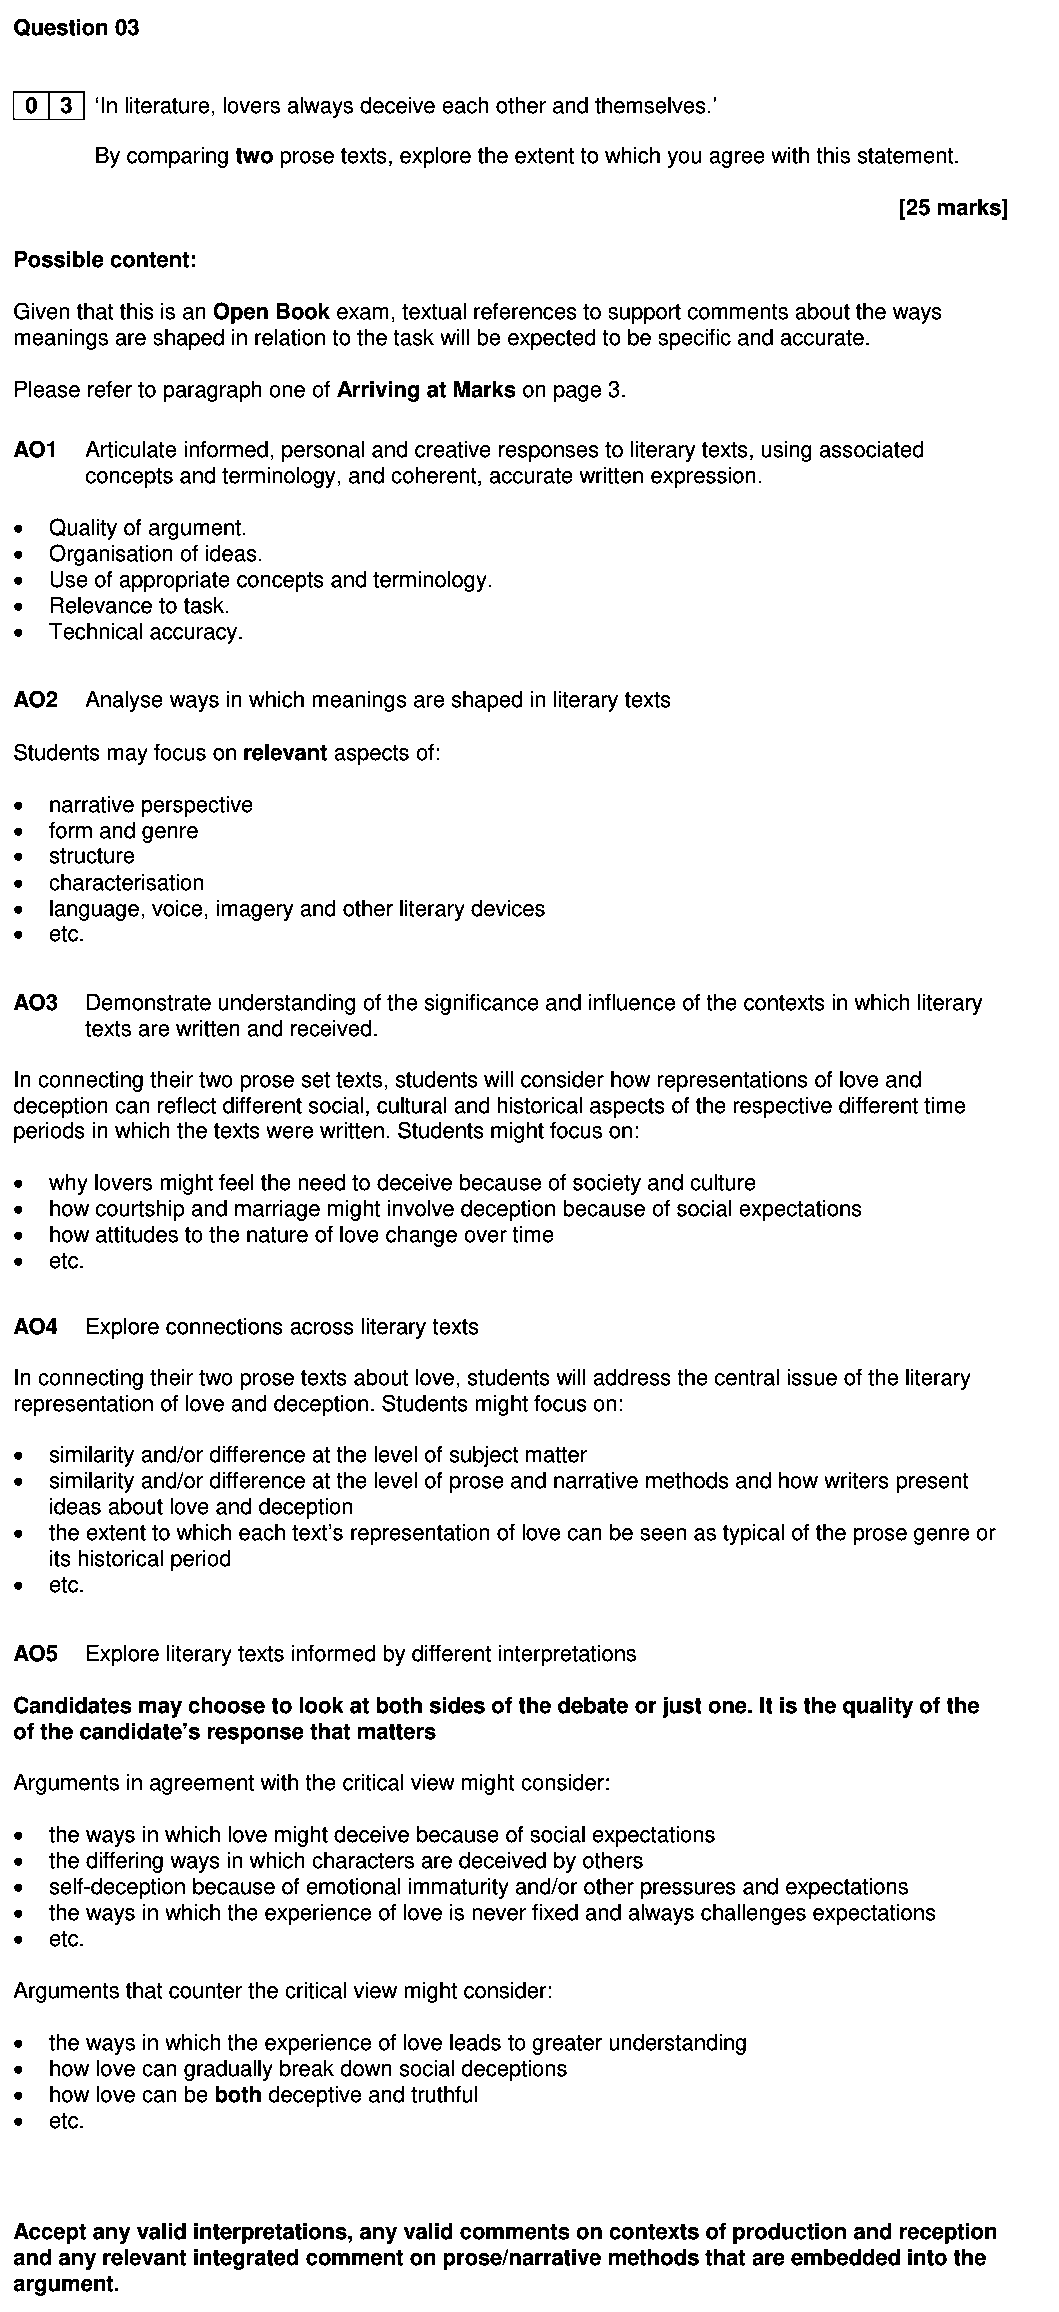 Question 03
0 3 ‘In literature, lovers always deceive each other and themselves.’
By comparing two prose texts, explore the extent to which you agree with this statement.
[25 marks]
Possible content:
Given that this is an Open Book exam, textual references to support comments about the ways
meanings are shaped in relation to the task will be expected to be specific and accurate.
Please refer to paragraph one of Arriving at Marks on page 3.
AO1 Articulate informed, personal and creative responses to literary texts, using associated
concepts and terminology, and coherent, accurate written expression.
• Quality of argument.
• Organisation of ideas.
• Use of appropriate concepts and terminology.
• Relevance to task.
• Technical accuracy.
AO2 Analyse ways in which meanings are shaped in literary texts
Students may focus on relevant aspects of:
• narrative perspective
• form and genre
• structure
• characterisation
• language, voice, imagery and other literary devices
• etc.
AO3 Demonstrate understanding of the significance and influence of the contexts in which literary
texts are written and received.
In connecting their two prose set texts, students will consider how representations of love and
deception can reflect different social, cultural and historical aspects of the respective different time
periods in which the texts were written. Students might focus on:
• why lovers might feel the need to deceive because of society and culture
• how courtship and marriage might involve deception because of social expectations
• how attitudes to the nature of love change over time
• etc.
AO4 Explore connections across literary texts
In connecting their two prose texts about love, students will address the central issue of the literary
representation of love and deception. Students might focus on:
• similarity and/or difference at the level of subject matter
• similarity and/or difference at the level of prose and narrative methods and how writers present
ideas about love and deception
• the extent to which each text’s representation of love can be seen as typical of the prose genre or
its historical period
• etc.
AO5 Explore literary texts informed by different interpretations
Candidates may choose to look at both sides of the debate or just one. It is the quality of the
of the candidate’s response that matters
Arguments in agreement with the critical view might consider:
• the ways in which love might deceive because of social expectations
• the differing ways in which characters are deceived by others
• self-deception because of emotional immaturity and/or other pressures and expectations
• the ways in which the experience of love is never fixed and always challenges expectations
• etc.
Arguments that counter the critical view might consider:
• the ways in which the experience of love leads to greater understanding
• how love can gradually break down social deceptions
• how love can be both deceptive and truthful
• etc.
Accept any valid interpretations, any valid comments on contexts of production and reception
and any relevant integrated comment on prose/narrative methods that are embedded into the
argument.